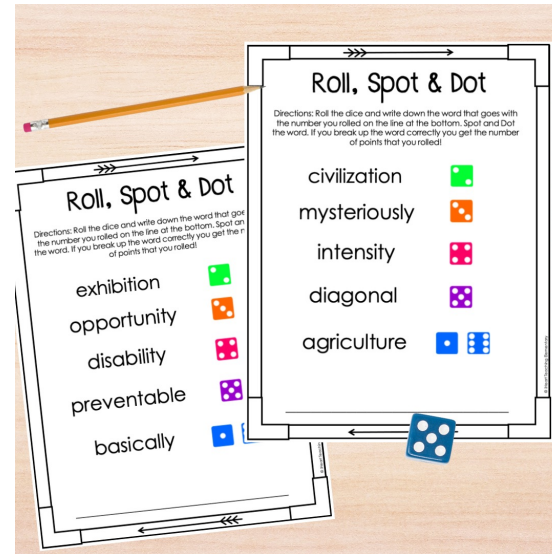 Roll, Spot & Dot
Directions: Roll the dice and write down the word that goes with
the number you rolled on the line at the bottom. Spot and Dot
the word. If you break up the word correctly you get the number
of points that you rolled!
civilization
mysteriously
intensity
diagonal
agriculture
Roll, Spot & Dot
Directions: Roll the dice and write down the word that goe
the number you rolled on the line at the bottom. Spot an
the word. If you break up the word correctly you get the n
of points that you rolled!
exhibition
opportunity
disability
preventable
basically